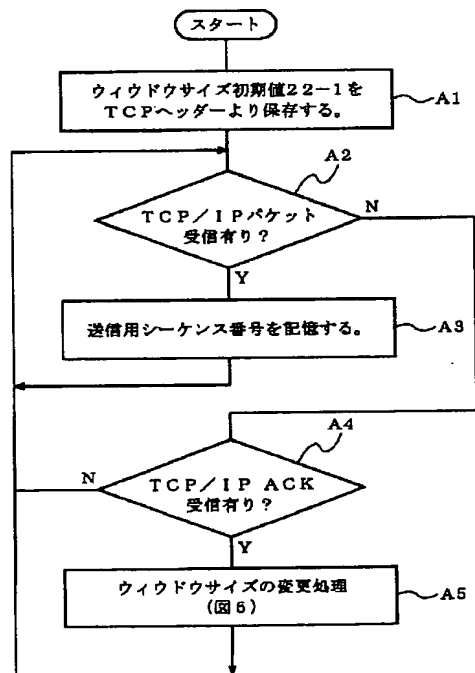 スタート
ウィウドウサイズ初期値22-1を
TCPヘッダーより保存する。
A1
A2
TCP/IPパケット
受信有り?
N
Y
送信用シーケンス番号を記憶する。
A3
A4
TCP/IP ACK
受信有り?
N
Y
ウィウドウサイズの変更処理
(図6)
A5